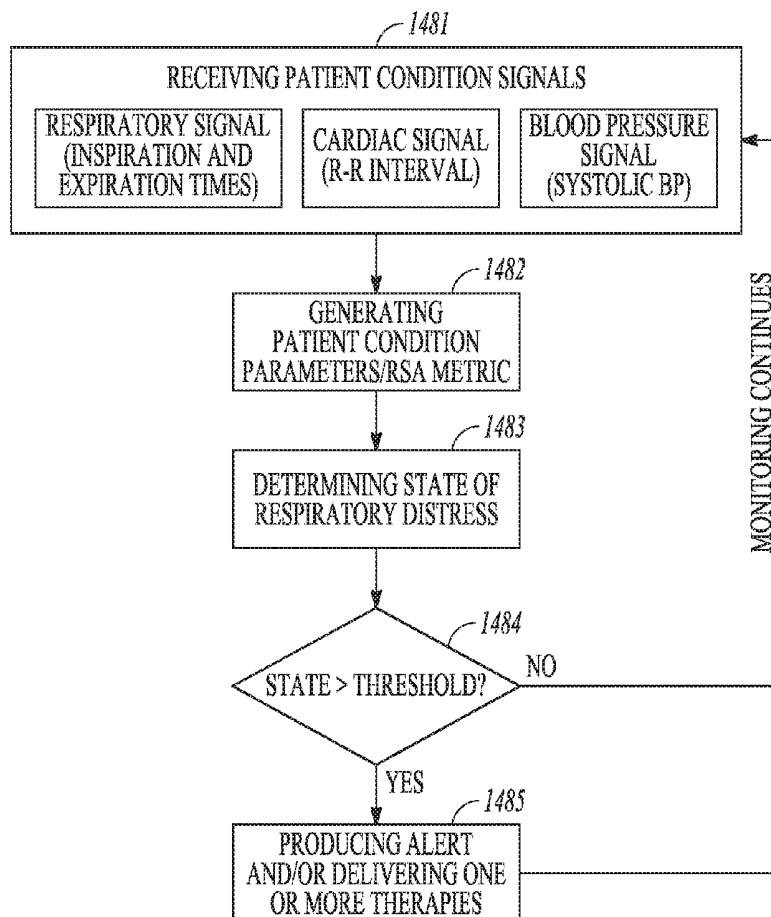 1481
RECEIVING PATIENT CONDITION SIGNALS
RESPIRATORY SIGNAL
(INSPIRATION AND
EXPIRATION TIMES)
CARDIAC SIGNAL
(R-R INTERVAL)
BLOOD PRESSURE
SIGNAL
(SYSTOLIC BP)
1482
GENERATING
PATIENT CONDITION
PARAMETERS/RSA METRIC
1483
DETERMINING STATE OF
RESPIRATORY DISTRESS
MONITORING CONTINUES
1484
STATE > THRESHOLD?
NO
YES
1485
PRODUCING ALERT
AND/OR DELIVERING ONE
OR MORE THERAPIES